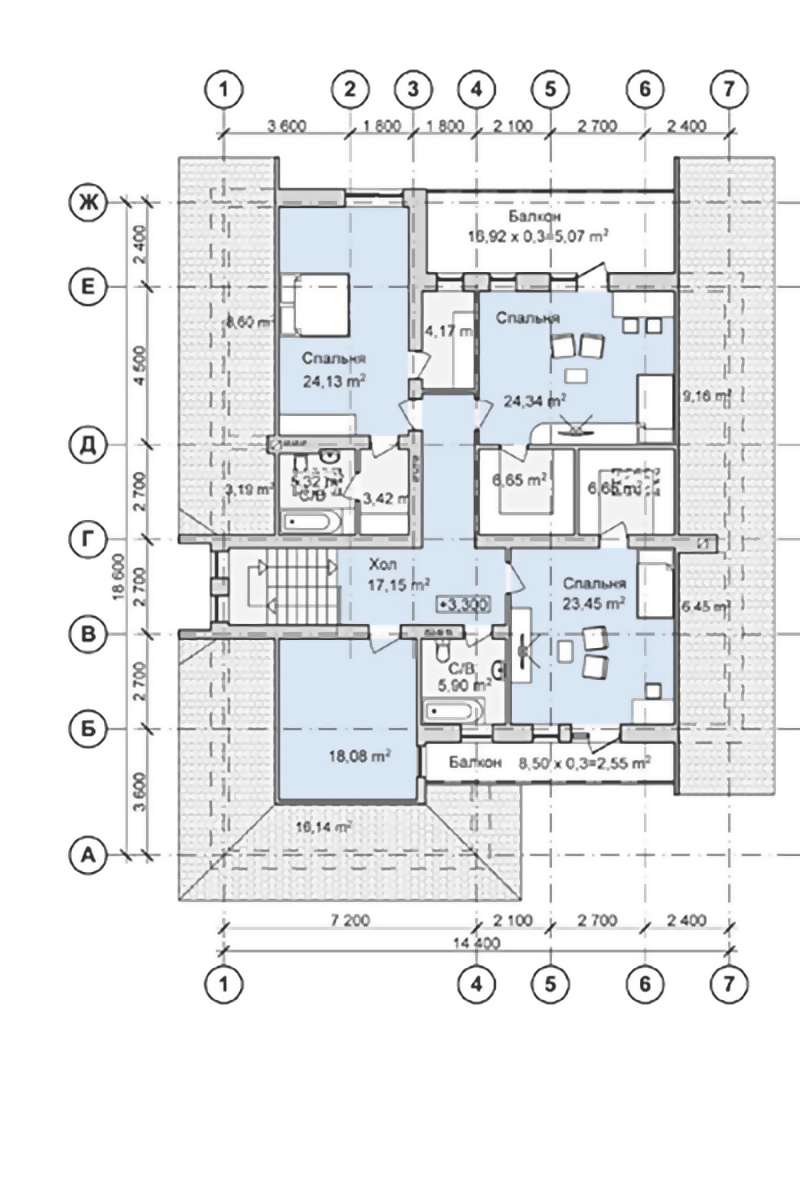 1 2 3 4 5 6 7
3 600 1 800 1 800 2 100 2 700 2 400
Ж
Балкон
16,92 x 0,3=5,07 m²
2 400
Е
8,60 m²
4,17 m
Спальня
Спальня
24,13 m²
24,34 m²
9,16 m²
4 500
Д
3,19 m²
5,32 m²
С/В
3,42 m
6,65 m²
2 700
Г
18 600
Хол
17,15 m²
+3,300
Спальня
23,45 m²
6,45 m²
2 700
В
С/В
5,90 m²
2 700
Б
18,08 m²
Балкон 8,50 x 0,3=2,55 m²
3 600
16,14 m²
А
7 200 2 100 2 700 2 400
14 400
1 4 5 6 7